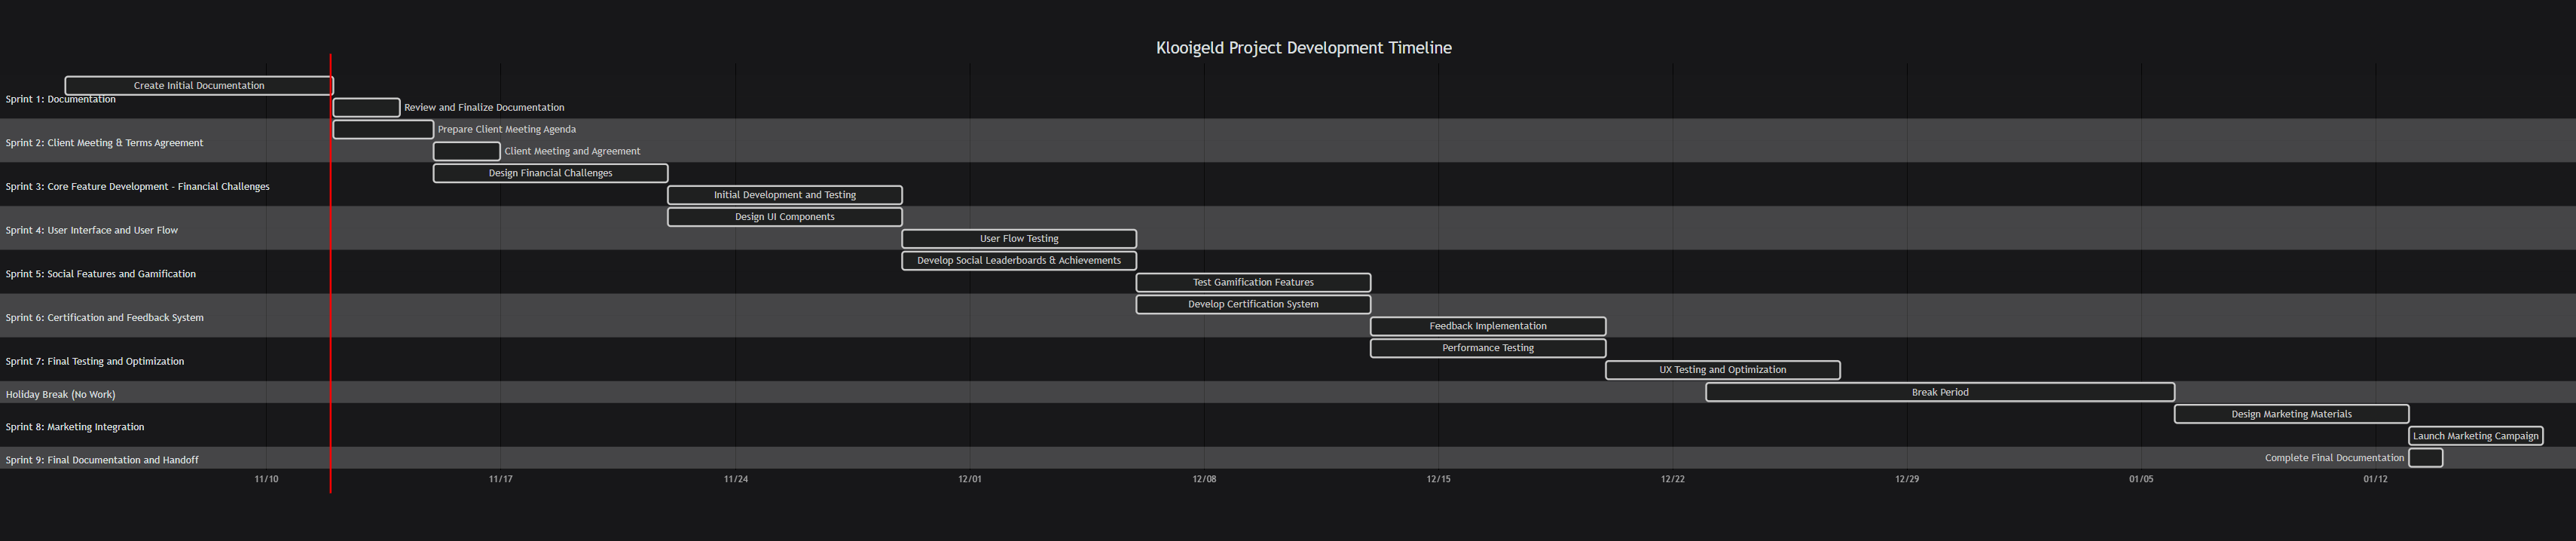 Klooigeld Project Development Timeline
Create Initial Documentation
Sprint 1: Documentation
Review and Finalize Documentation
Prepare Client Meeting Agenda
Sprint 2: Client Meeting & Terms Agreement
Client Meeting and Agreement
Design Financial Challenges
Sprint 3: Core Feature Development - Financial Challenges
Initial Development and Testing
Design UI Components
Sprint 4: User Interface and User Flow
User Flow Testing
Develop Social Leaderboards & Achievements
Sprint 5: Social Features and Gamification
Test Gamification Features
Develop Certification System
Sprint 6: Certification and Feedback System
Feedback Implementation
Performance Testing
Sprint 7: Final Testing and Optimization
UX Testing and Optimization
Holiday Break (No Work)
Break Period
Design Marketing Materials
Sprint 8: Marketing Integration
Launch Marketing Campaign
Sprint 9: Final Documentation and Handoff
Complete Final Documentation
11/10 11/17 11/24 12/01 12/08 12/15 12/22 12/29 01/05 01/12